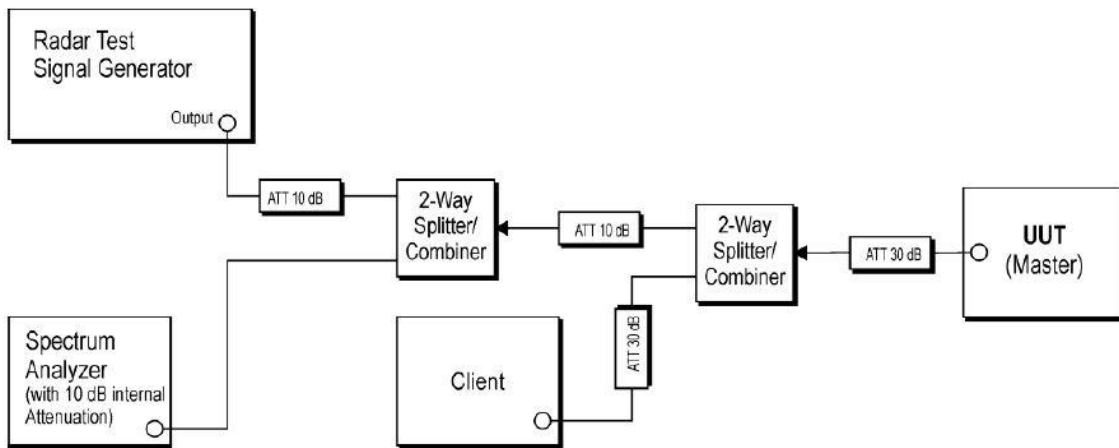 Radar Test
Signal Generator
Output
ATT 10 dB
2-Way
Splitter/
Combiner
ATT 10 dB
2-Way
Splitter/
Combiner
ATT 30 dB
UUT
(Master)
Spectrum
Analyzer
(with 10 dB internal
Attenuation)
Client
ATT 30 dB